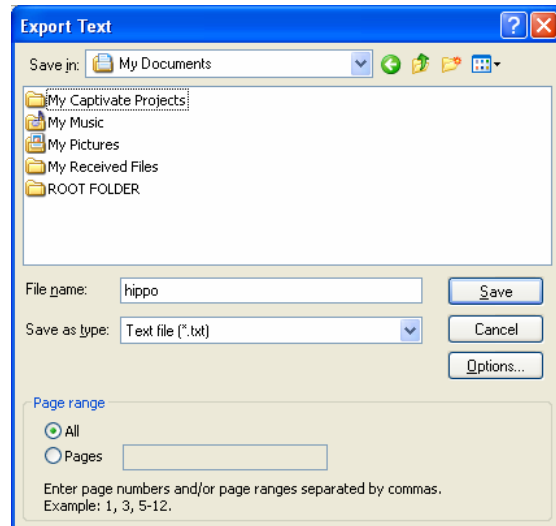 Export Text
Save in: My Documents
My Captivate Projects
My Music
My Pictures
My Received Files
ROOT FOLDER
File name: hippo Save
Save as type: Text file (*.txt) Cancel
Options...
Page range
All
Pages
Enter page numbers and/or page ranges separated by commas.
Example: 1, 3, 5-12.